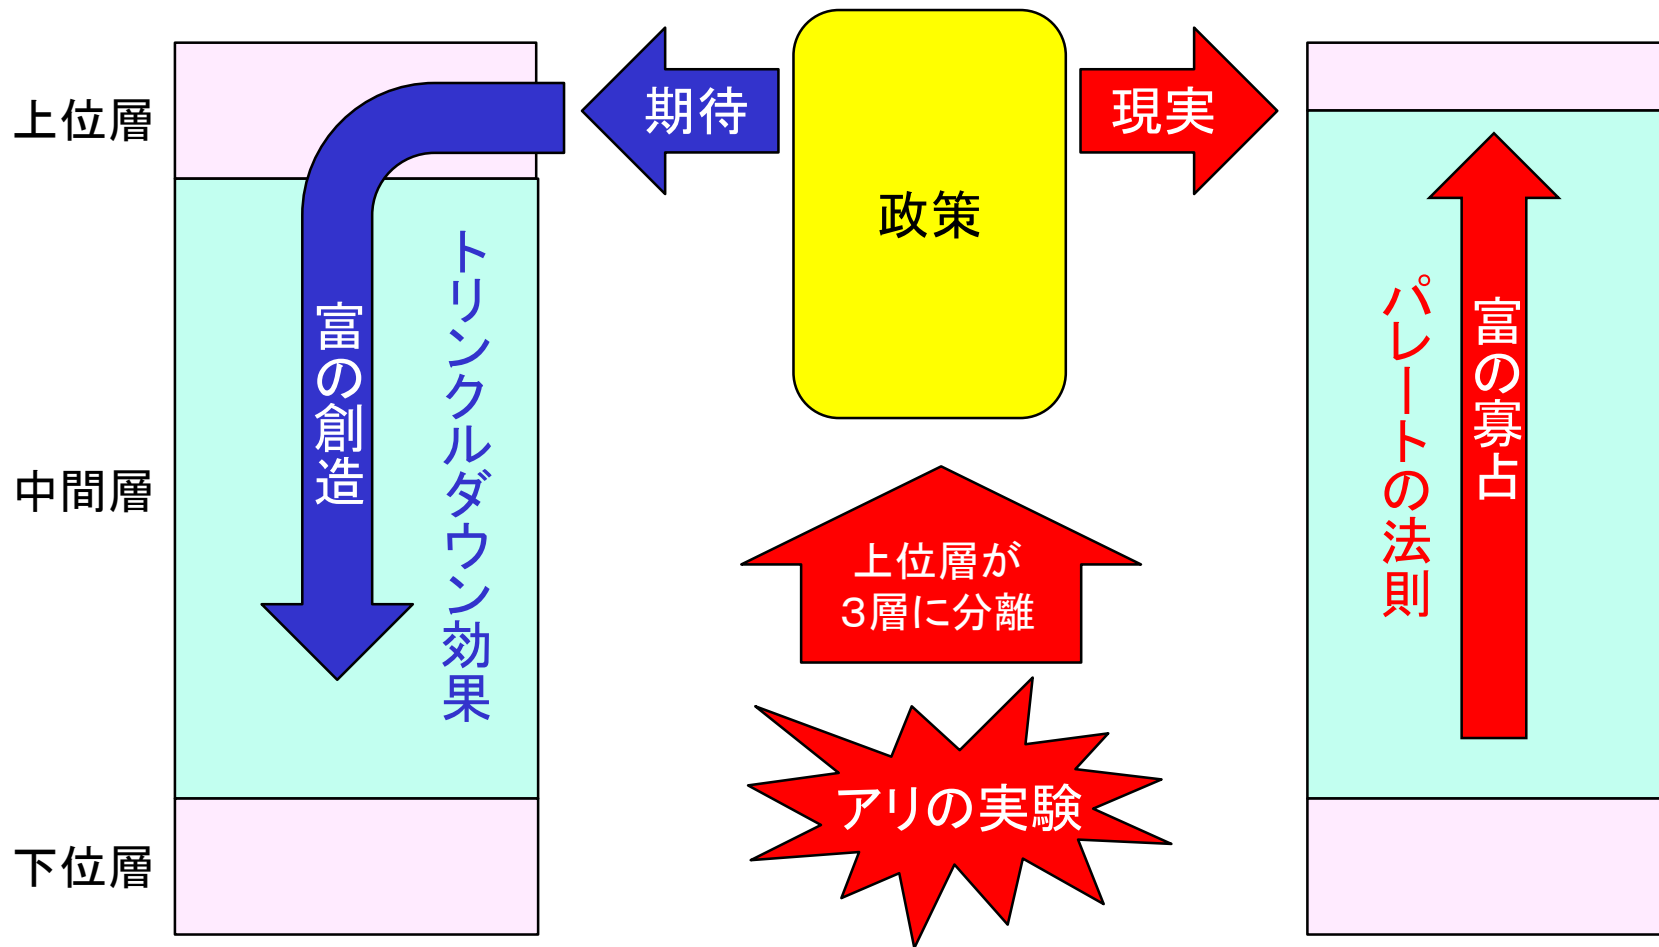 上位層
中間層
下位層
富の創造
トリンクルダウン効果
期待
政策
現実
上位層が
3層に分離
アリの実験
パレートの法則
富の寡占